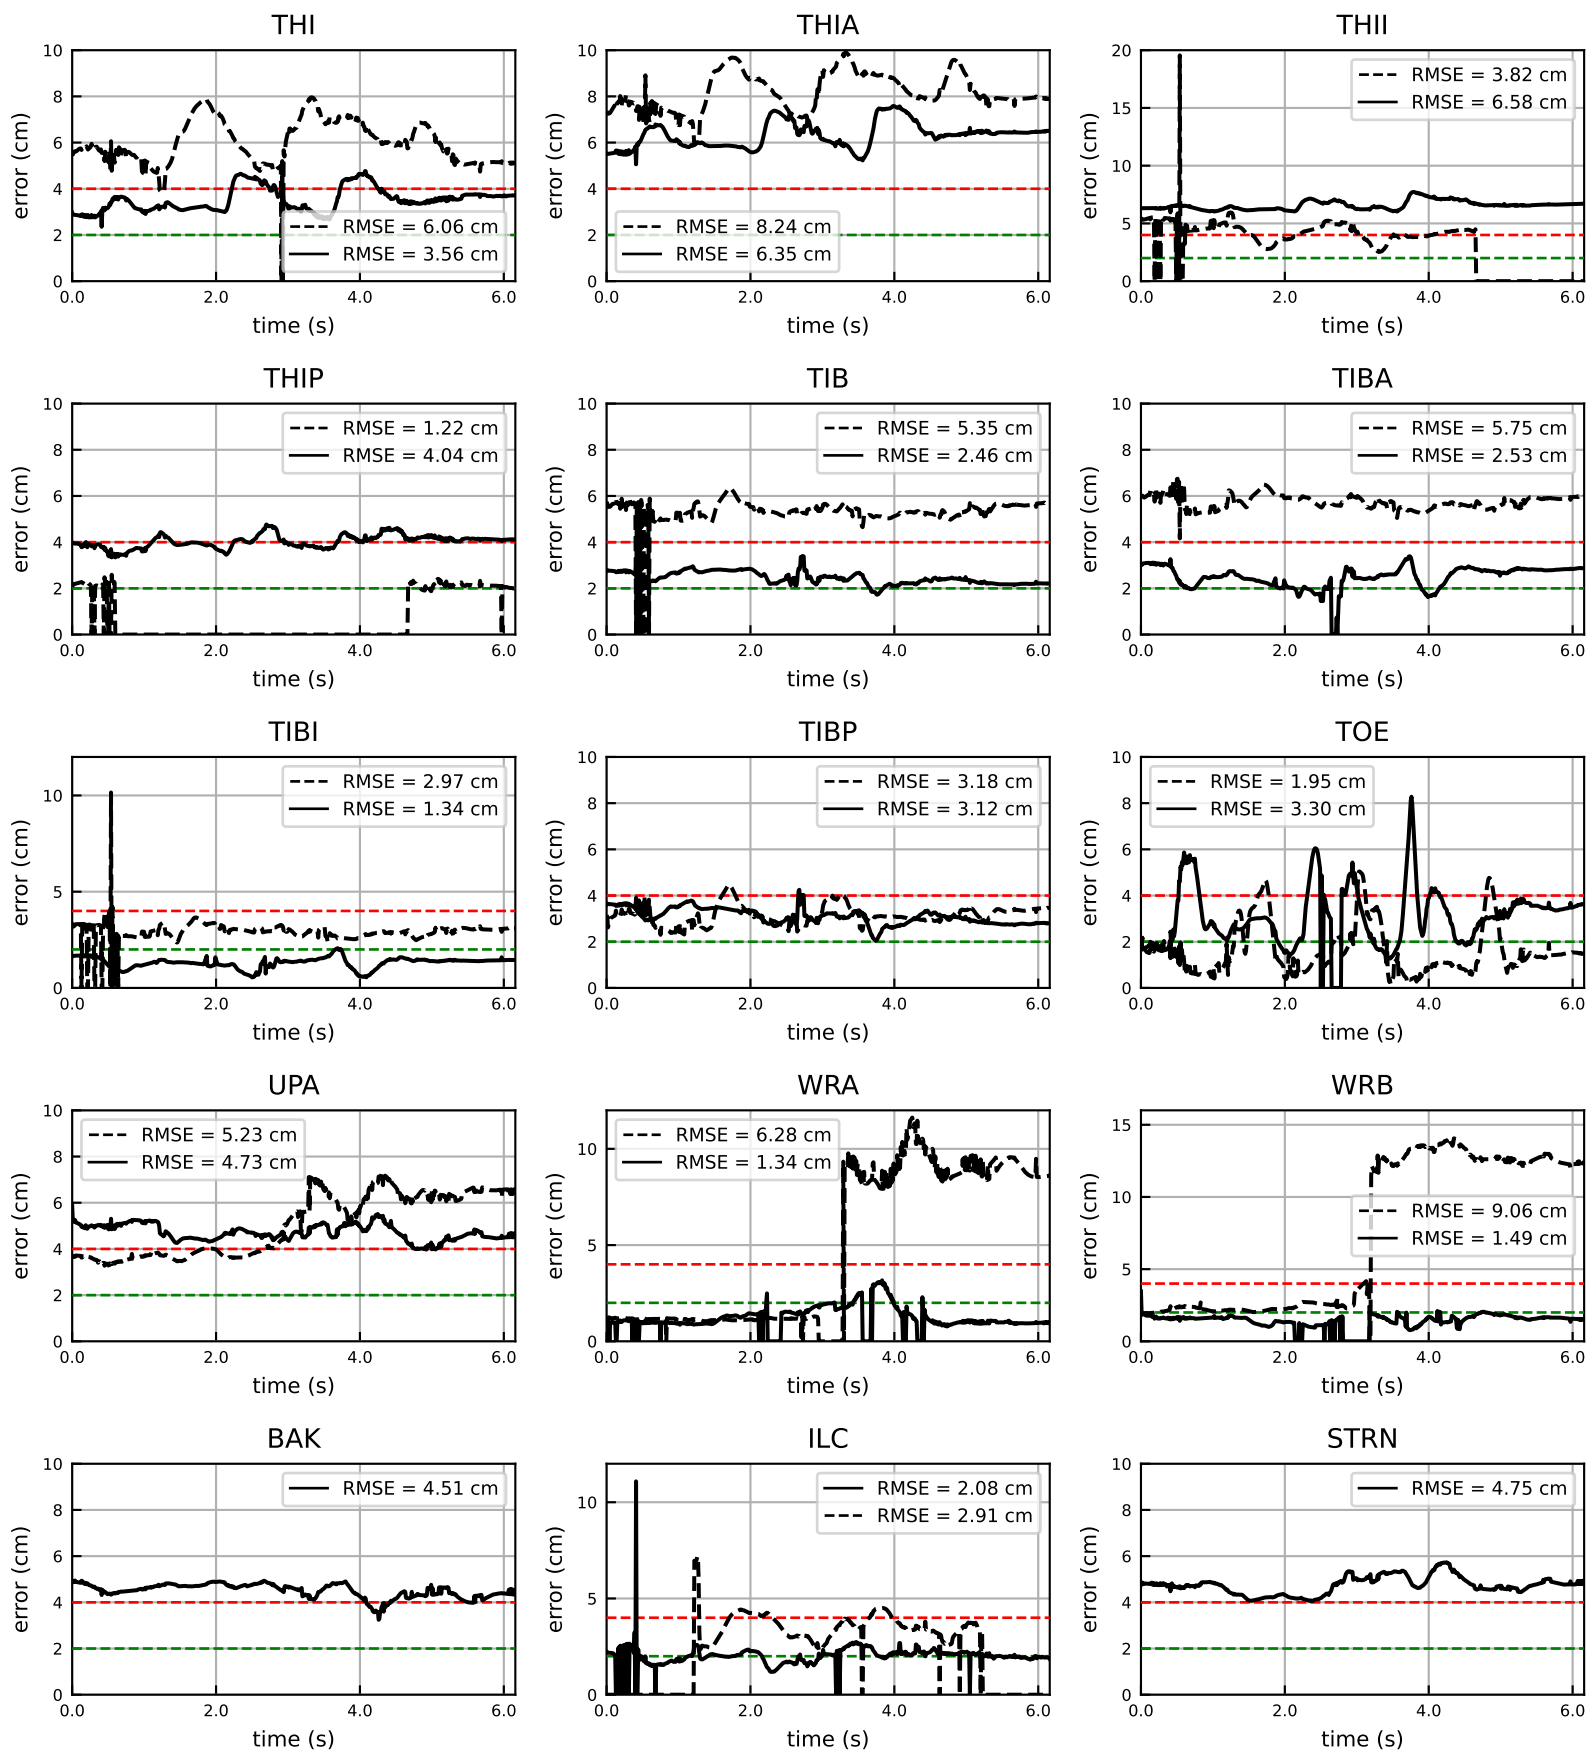 THI
10
8
6
4
2
0
error (cm)
RMSE = 6.06 cm
RMSE = 3.56 cm
0.0 2.0 4.0 6.0
time (s)
THIA
10
8
6
4
2
0
error (cm)
RMSE = 8.24 cm
RMSE = 6.35 cm
0.0 2.0 4.0 6.0
time (s)
THII
20
15
10
5
0
error (cm)
RMSE = 3.82 cm
RMSE = 6.58 cm
0.0 2.0 4.0 6.0
time (s)
THIP
10
8
6
4
2
0
error (cm)
RMSE = 1.22 cm
RMSE = 4.04 cm
0.0 2.0 4.0 6.0
time (s)
TIB
10
8
6
4
2
0
error (cm)
RMSE = 5.35 cm
RMSE = 2.46 cm
0.0 2.0 4.0 6.0
time (s)
TIBA
10
8
6
4
2
0
error (cm)
RMSE = 5.75 cm
RMSE = 2.53 cm
0.0 2.0 4.0 6.0
time (s)
TIBI
10
5
0
error (cm)
RMSE = 2.97 cm
RMSE = 1.34 cm
0.0 2.0 4.0 6.0
time (s)
TIBP
10
8
6
4
2
0
error (cm)
RMSE = 3.18 cm
RMSE = 3.12 cm
0.0 2.0 4.0 6.0
time (s)
TOE
10
8
6
4
2
0
error (cm)
RMSE = 1.95 cm
RMSE = 3.30 cm
0.0 2.0 4.0 6.0
time (s)
UPA
10
8
6
4
2
0
error (cm)
RMSE = 5.23 cm
RMSE = 4.73 cm
0.0 2.0 4.0 6.0
time (s)
WRA
10
5
0
error (cm)
RMSE = 6.28 cm
RMSE = 1.34 cm
0.0 2.0 4.0 6.0
time (s)
WRB
15
10
5
0
error (cm)
RMSE = 9.06 cm
RMSE = 1.49 cm
0.0 2.0 4.0 6.0
time (s)
BAK
10
8
6
4
2
0
error (cm)
RMSE = 4.51 cm
0.0 2.0 4.0 6.0
time (s)
ILC
10
5
0
error (cm)
RMSE = 2.08 cm
RMSE = 2.91 cm
0.0 2.0 4.0 6.0
time (s)
STRN
10
8
6
4
2
0
error (cm)
RMSE = 4.75 cm
0.0 2.0 4.0 6.0
time (s)